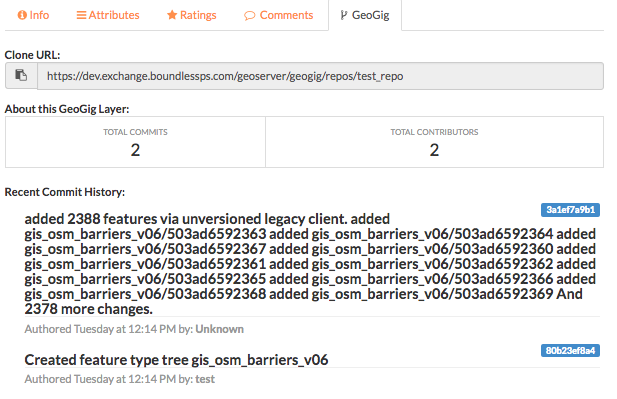 Info Attributes Ratings Comments GeoGig
Clone URL:
https://dev.exchange.boundlessps.com/geoserver/geogig/repos/test_repo
About this GeoGig Layer:
TOTAL COMMITS TOTAL CONTRIBUTORS
2 2
Recent Commit History:
3a1ef7a9b1
added 2388 features via unversioned legacy client. added
gis_osm_barriers_v06/503ad6592363 added gis_osm_barriers_v06/503ad6592364 added
gis_osm_barriers_v06/503ad6592367 added gis_osm_barriers_v06/503ad6592360 added
gis_osm_barriers_v06/503ad6592361 added gis_osm_barriers_v06/503ad6592362 added
gis_osm_barriers_v06/503ad6592365 added gis_osm_barriers_v06/503ad6592366 added
gis_osm_barriers_v06/503ad6592368 added gis_osm_barriers_v06/503ad6592369 And
2378 more changes.
Authored Tuesday at 12:14 PM by: Unknown
80b23ef8a4
Created feature type tree gis_osm_barriers_v06
Authored Tuesday at 12:14 PM by: test